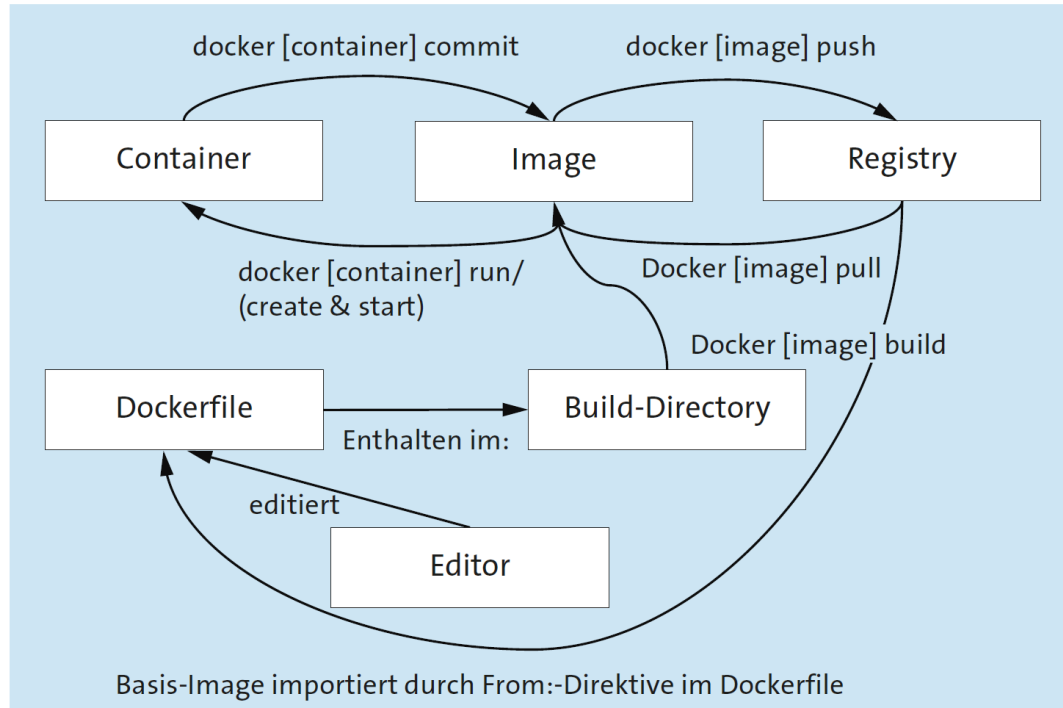 docker [container] commit
docker [image] push
Container
Image
Registry
docker [container] run/
(create & start)
Docker [image] pull
Docker [image] build
Dockerfile
Enthalten im:
Build-Directory
editiert
Editor
Basis-Image importiert durch From:-Direktive im Dockerfile